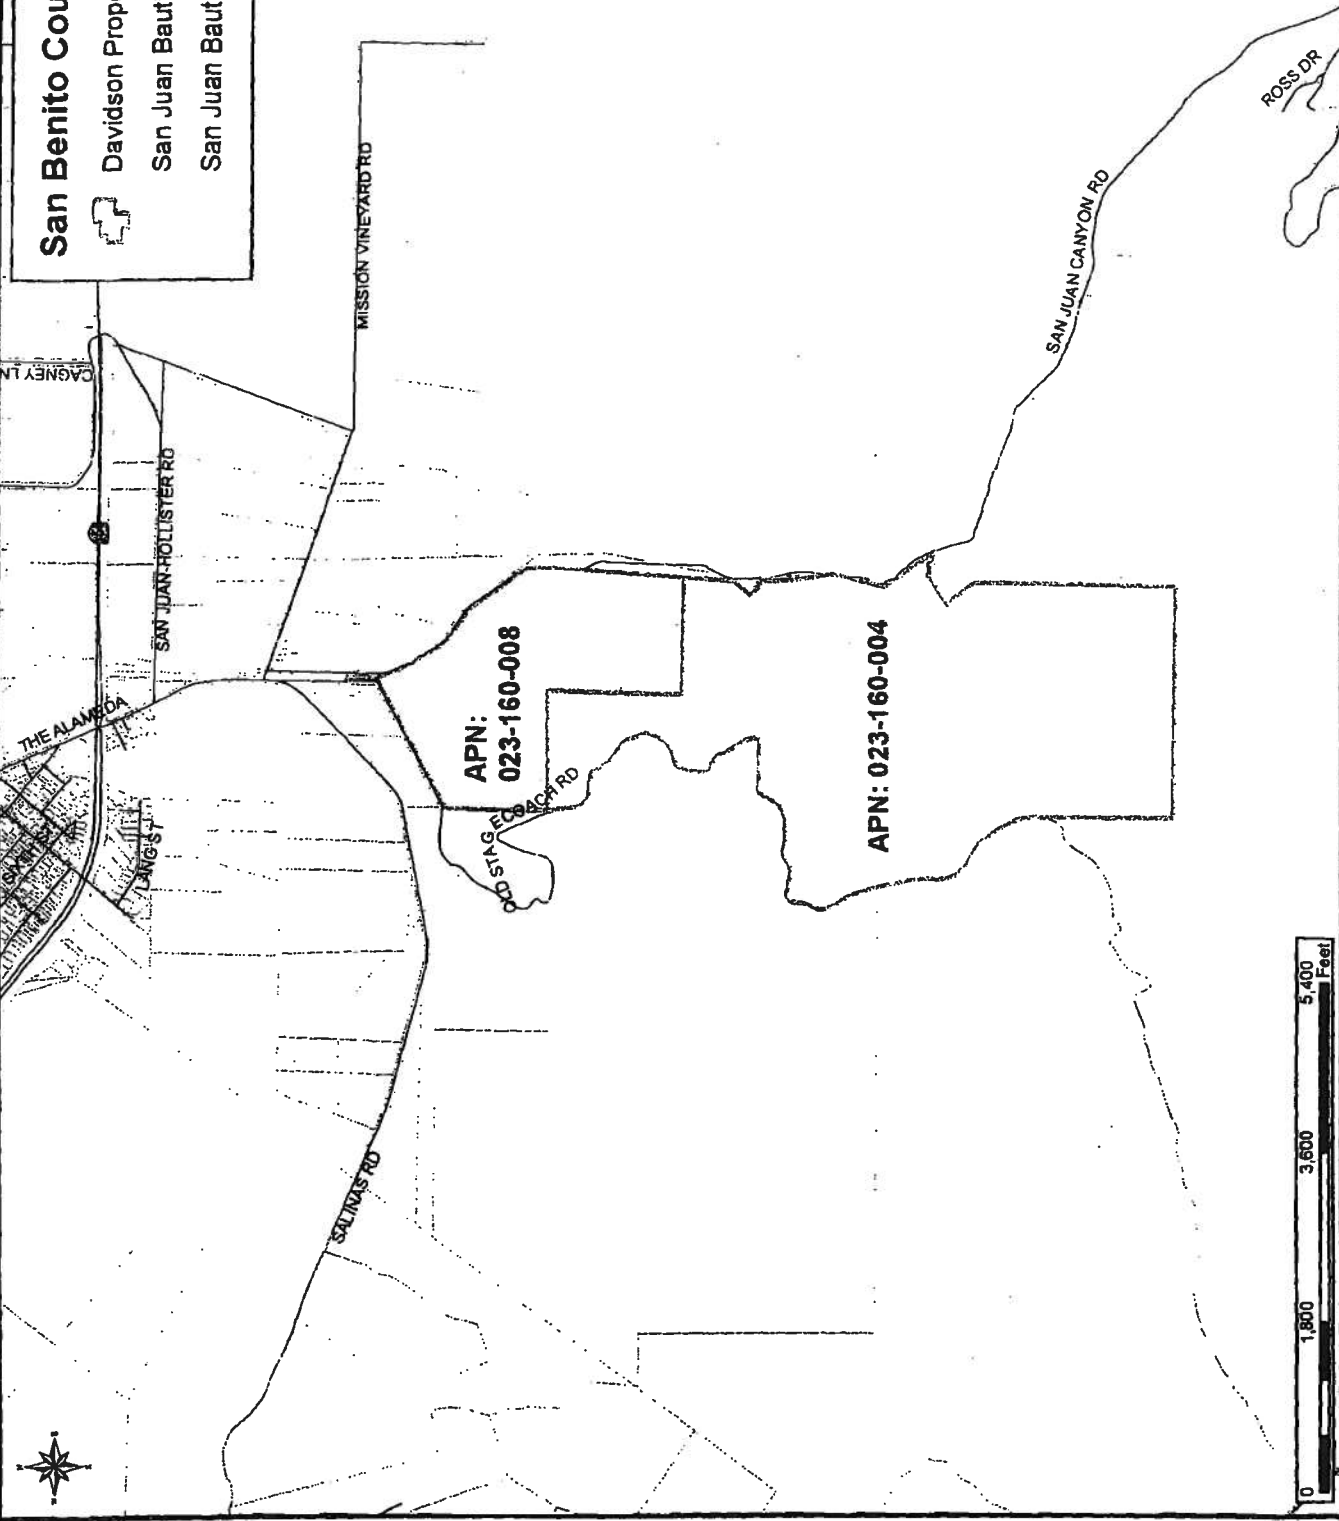 San Benito Cou
Davidson Prope
San Juan Baut
San Juan Baut
CAGNEY LN
MISSION VINEYARD RD
SAN JUAN-HOLLISTER RD
THE ALAMEDA
LANG ST
ROSS DR
SAN JUAN CANYON RD
APN:
023-160-008
OLD STAGECOACH RD
APN: 023-160-004
SALINAS RD
0 1,800 3,600 5,400
Feet